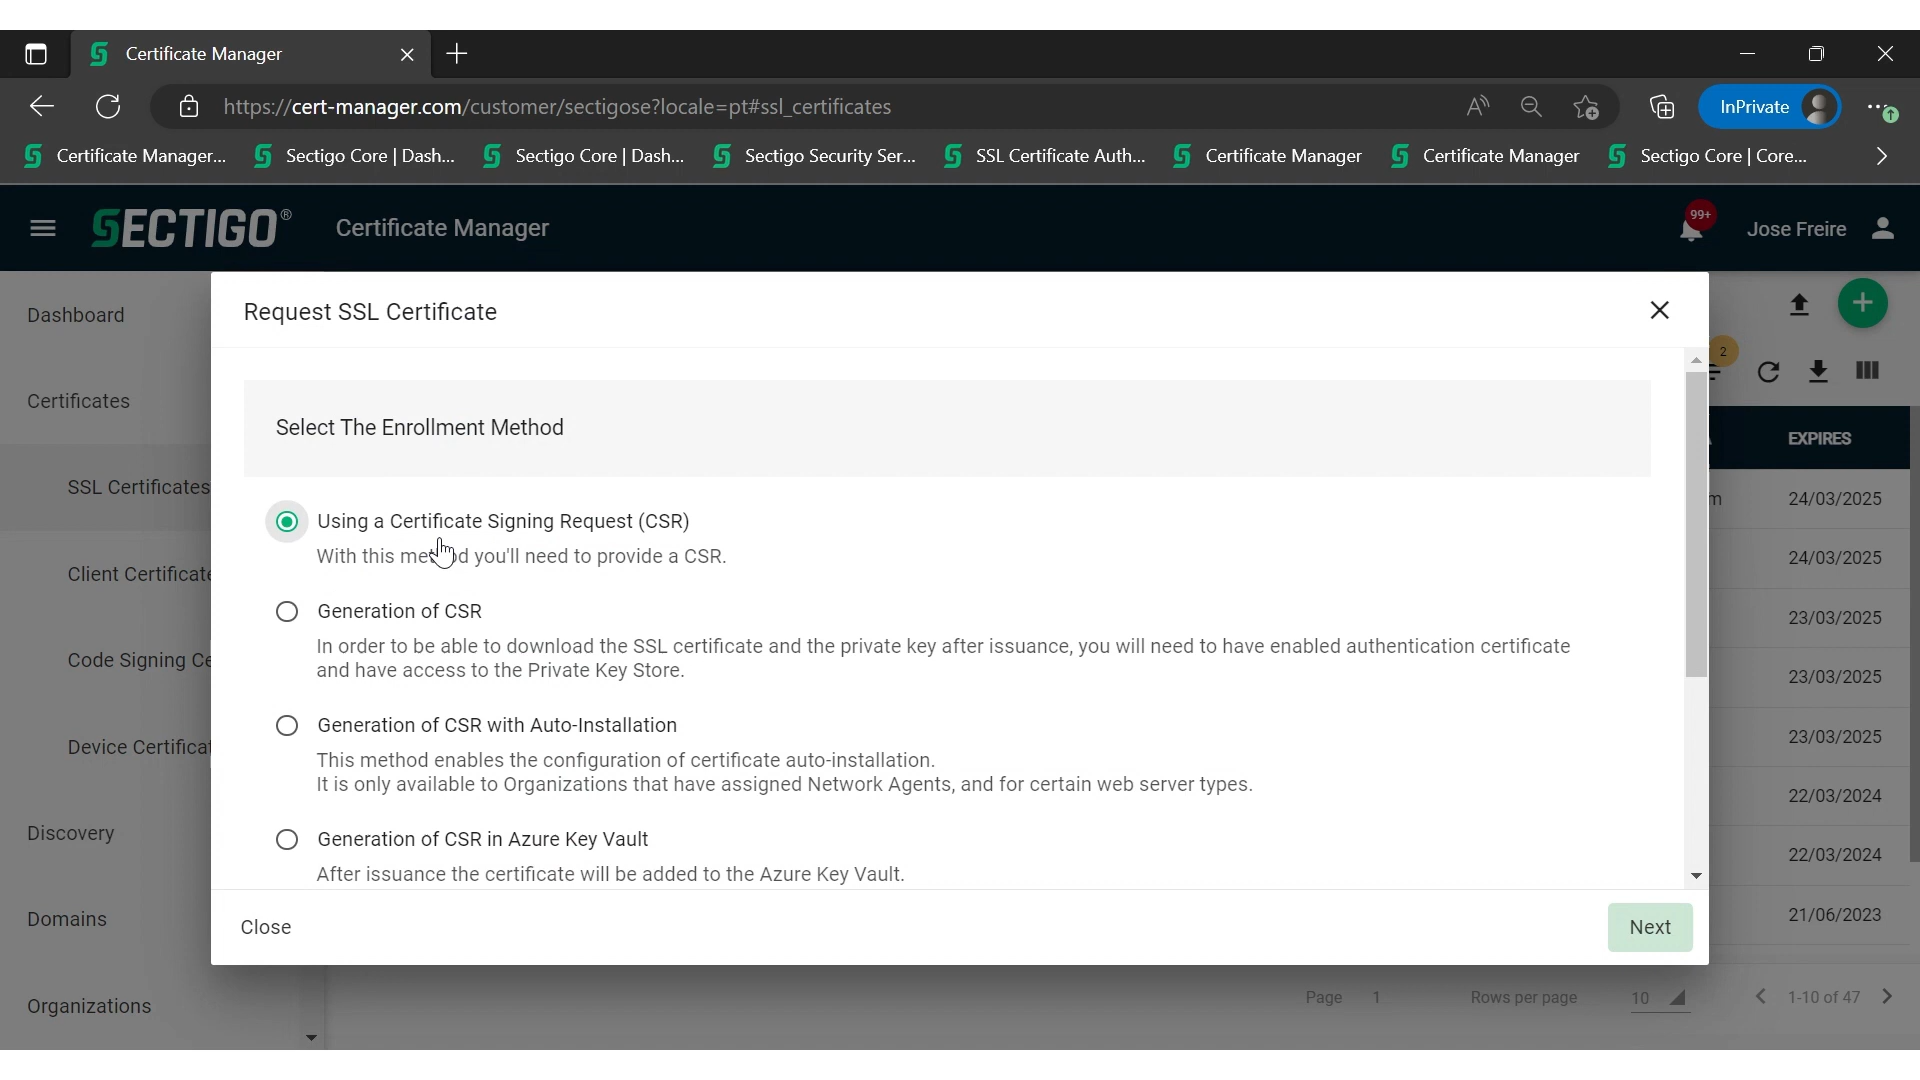 Certificate Manager
https://cert-manager.com/customer/sectigose?locale=pt#ssl_certificates
InPrivate
Certificate Manager... Sectigo Core | Dash... Sectigo Core | Dash... Sectigo Security Ser... SSL Certificate Auth... Certificate Manager Certificate Manager Sectigo Core | Core...
SECTIGO® Certificate Manager 99+ Jose Freire
Dashboard
Certificates
SSL Certificates
Client Certificate
Code Signing Ce
Device Certificat
Discovery
Domains
Organizations
Request SSL Certificate
Select The Enrollment Method
Using a Certificate Signing Request (CSR)
With this you'll need to provide a CSR.
Generation of CSR
In order to be able to download the SSL certificate and the private key after issuance, you will need to have enabled authentication certificate
and have access to the Private Key Store.
Generation of CSR with Auto-Installation
This method enables the configuration of certificate auto-installation.
It is only available to Organizations that have assigned Network Agents, and for certain web server types.
Generation of CSR in Azure Key Vault
After issuance the certificate will be added to the Azure Key Vault.
Close
Next
2
EXPIRES
m 24/03/2025
24/03/2025
23/03/2025
23/03/2025
23/03/2025
22/03/2024
22/03/2024
21/06/2023
Page 1 Rows per page 10 1-10 of 47